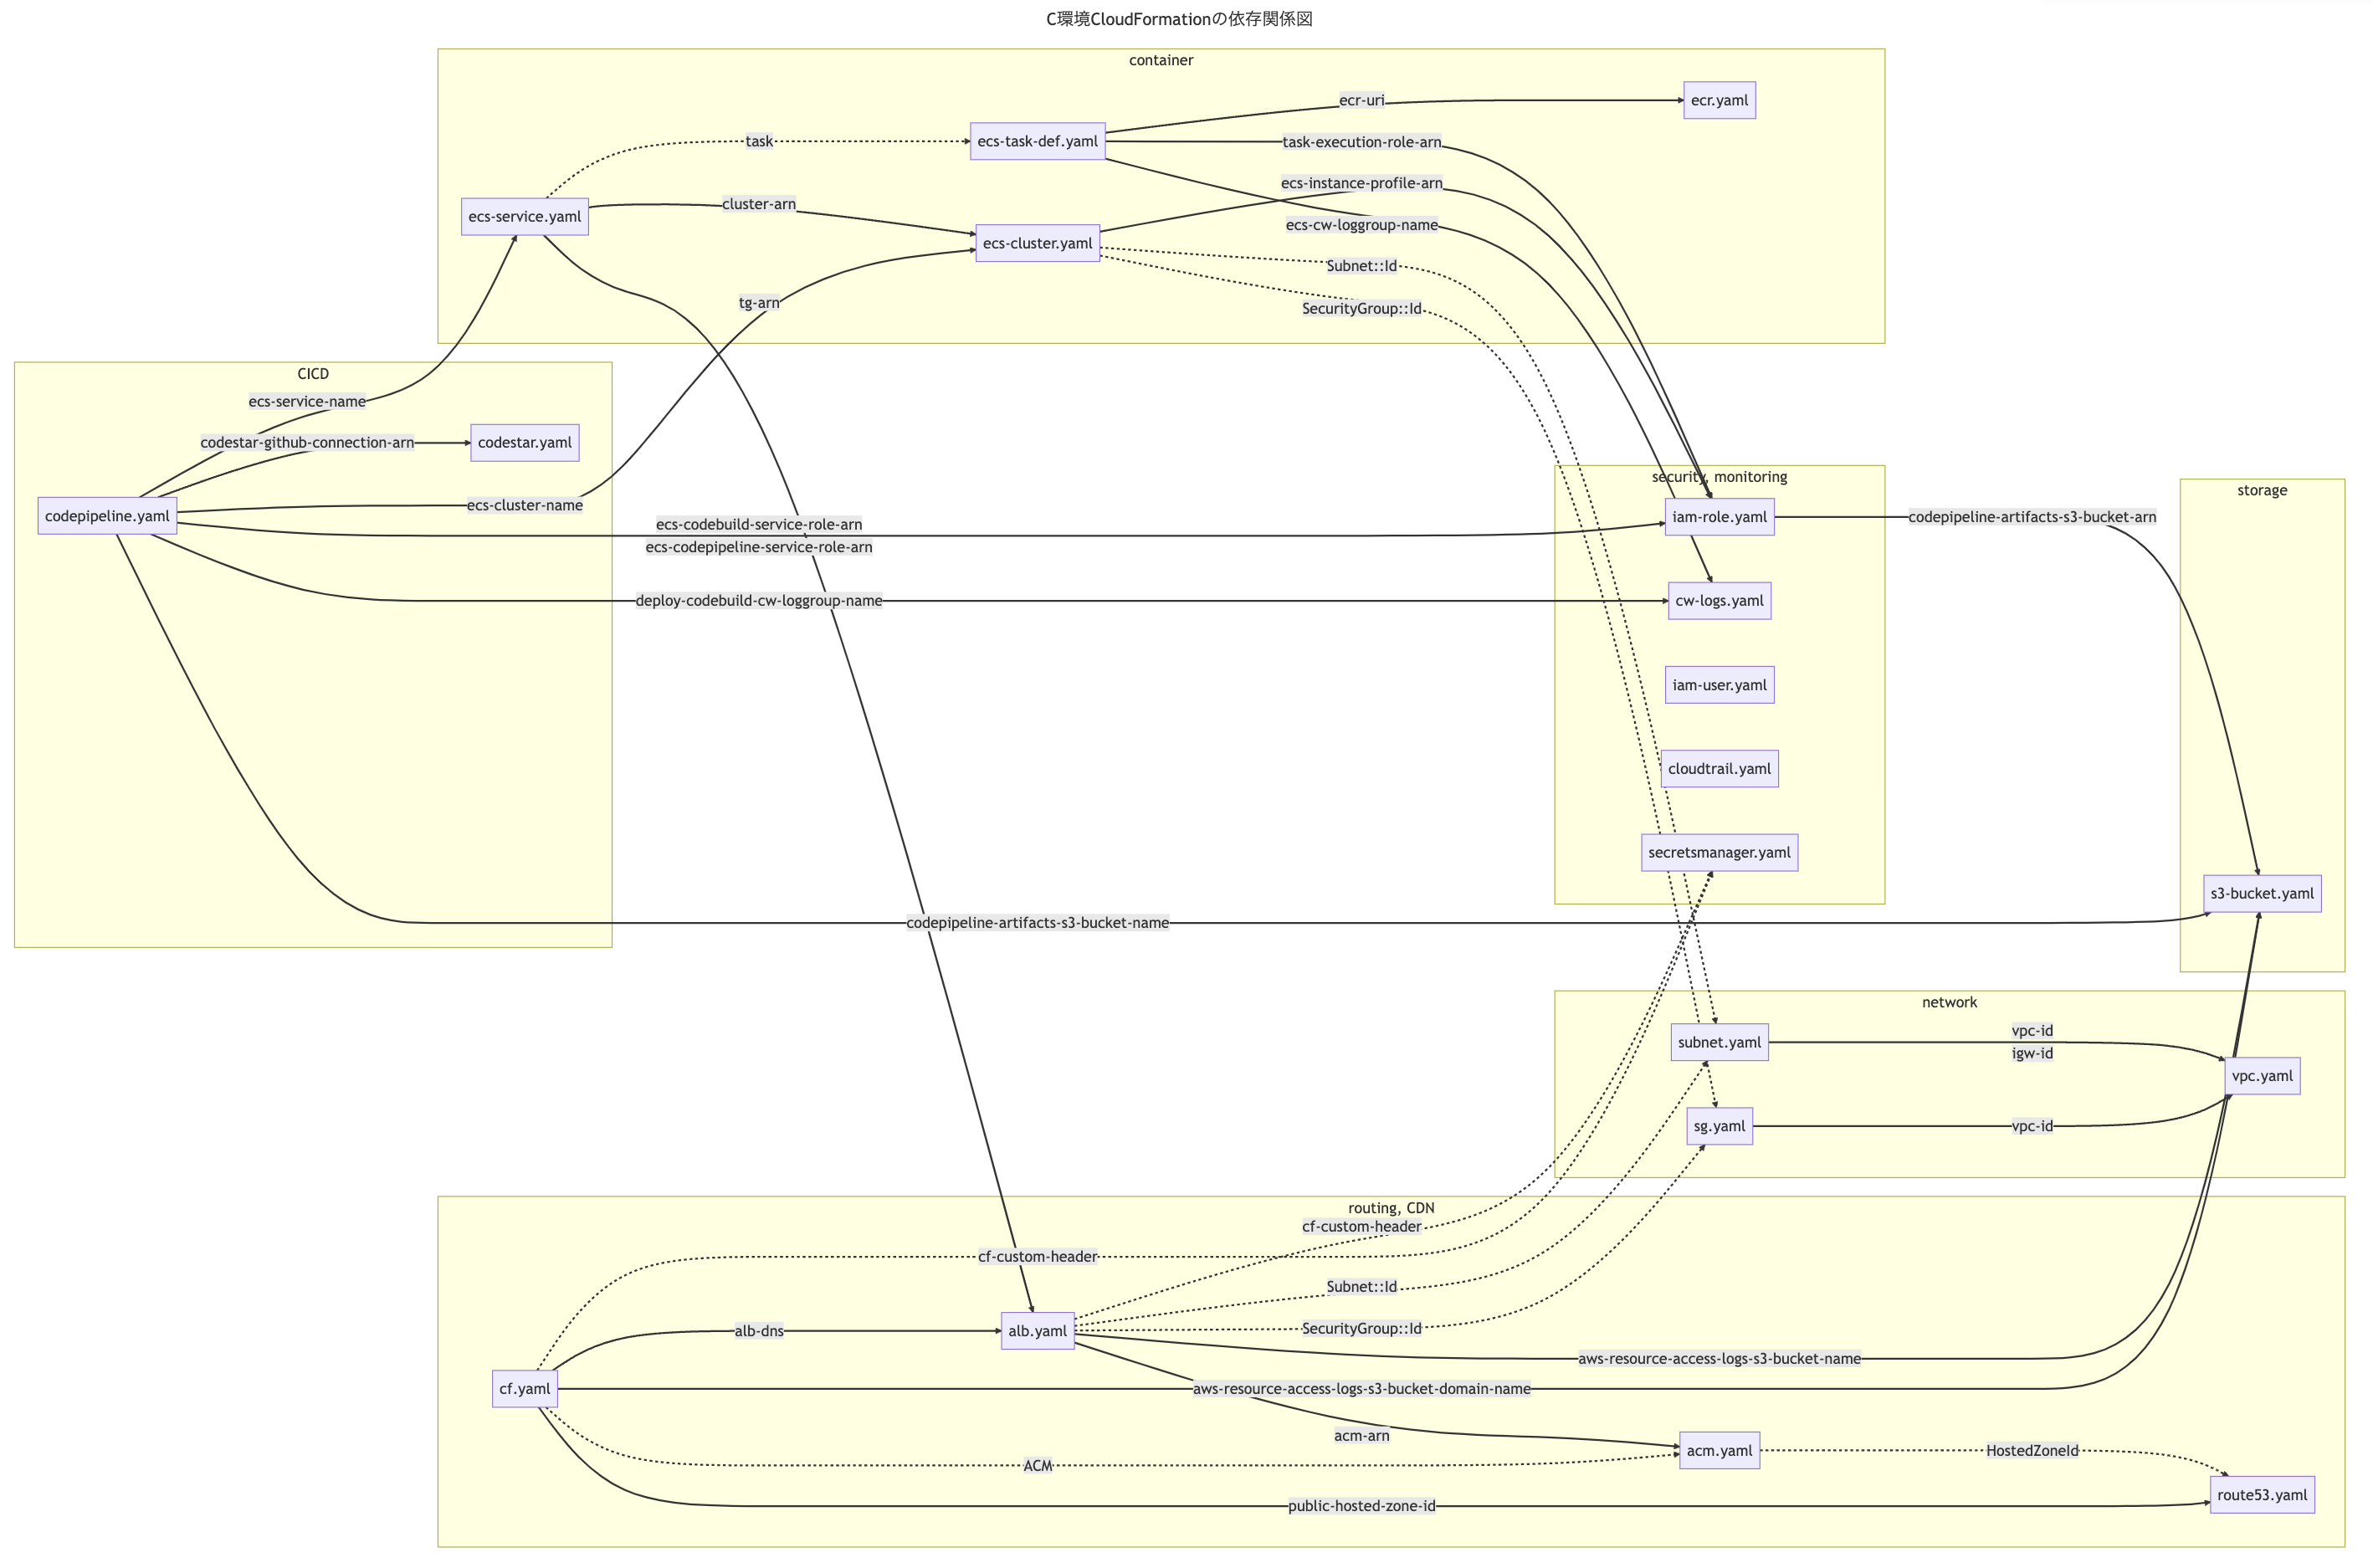 C環境CloudFormationの依存関係図
container
ecr.yaml
ecr-uri
ecs-task-def.yaml
task
task-execution-role-arn
ecs-instance-profile-arn
cluster-arn
ecs-service.yaml
ecs-cw-loggroup-name
ecs-cluster.yaml
Subnet::Id
tg-arn
SecurityGroup::Id
CICD
ecs-service-name
codestar-github-connection-arn
codestar.yaml
ecs-cluster-name
codepipeline.yaml
ecs-codebuild-service-role-arn
ecs-codepipeline-service-role-arn
deploy-codebuild-cw-loggroup-name
security, monitoring
iam-role.yaml
codepipeline-artifacts-s3-bucket-arn
cw-logs.yaml
iam-user.yaml
cloudtrail.yaml
secretsmanager.yaml
storage
s3-bucket.yaml
codepipeline-artifacts-s3-bucket-name
network
subnet.yaml
vpc-id
igw-id
vpc.yaml
sg.yaml
vpc-id
routing, CDN
cf-custom-header
cf-custom-header
Subnet::Id
SecurityGroup::Id
alb-dns
alb.yaml
aws-resource-access-logs-s3-bucket-name
cf.yaml
aws-resource-access-logs-s3-bucket-domain-name
acm-arn
acm.yaml
HostedZoneId
ACM
route53.yaml
public-hosted-zone-id